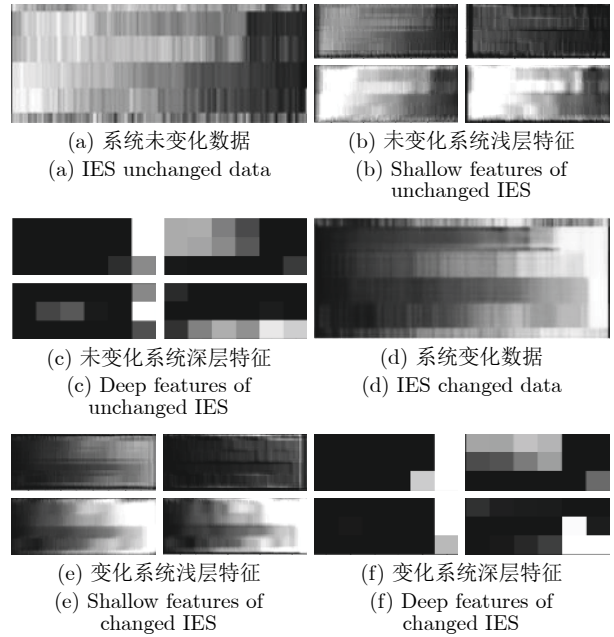 (a) 系统未变化数据
(a) IES unchanged data
(b) 未变化系统浅层特征
(b) Shallow features of
unchanged IES
(c) 未变化系统深层特征
(c) Deep features of
unchanged IES
(d) 系统变化数据
(d) IES changed data
(e) 变化系统浅层特征
(e) Shallow features of
changed IES
(f) 变化系统深层特征
(f) Deep features of
changed IES